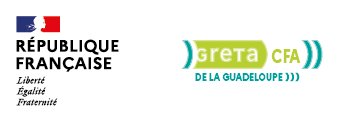 RÉPUBLIQUE
FRANÇAISE
Liberté
Égalité
Fraternité
GRETA CFA
DE LA GUADELOUPE )))